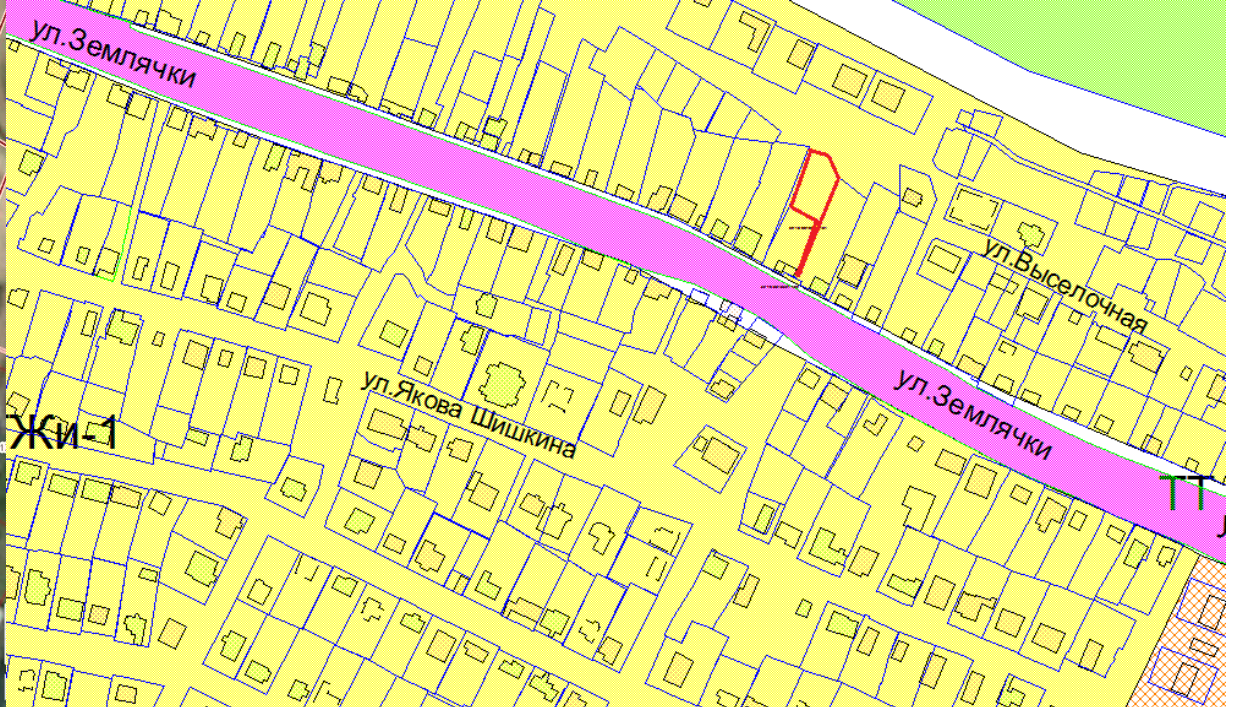 ул.Землячки
ул.Выселочная
ул.Якова Шишкина
ул.Землячки
Жи-1
ТТ